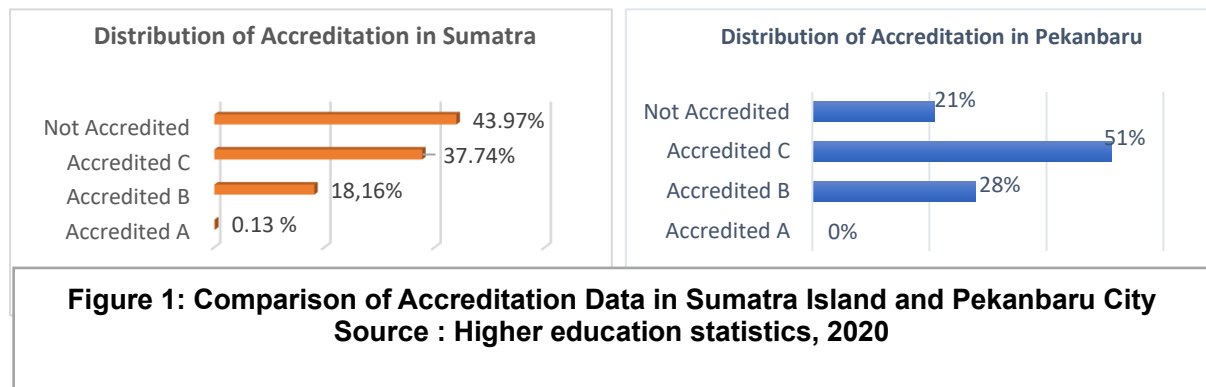 Distribution of Accreditation in Sumatra
Not Accredited
43.97%
Accredited C
37.74%
Accredited B
18,16%
Accredited A
0.13 %
Distribution of Accreditation in Pekanbaru
Not Accredited
21%
Accredited C
51%
Accredited B
28%
Accredited A
0%
Figure 1: Comparison of Accreditation Data in Sumatra Island and Pekanbaru City
Source : Higher education statistics, 2020